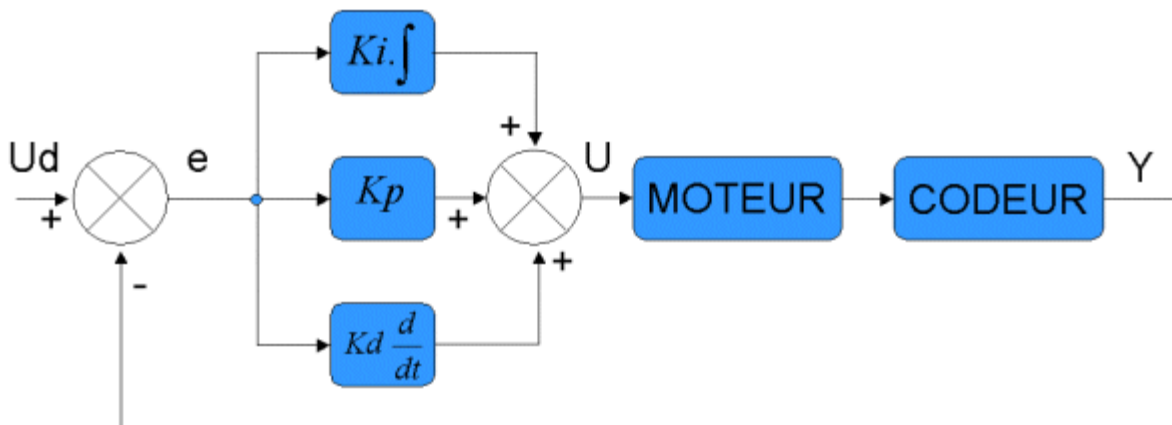 Ki.∫
+
Ud
e
Kp
U
MOTEUR
CODEUR
Y
+
+
+
-
Kd d/dt